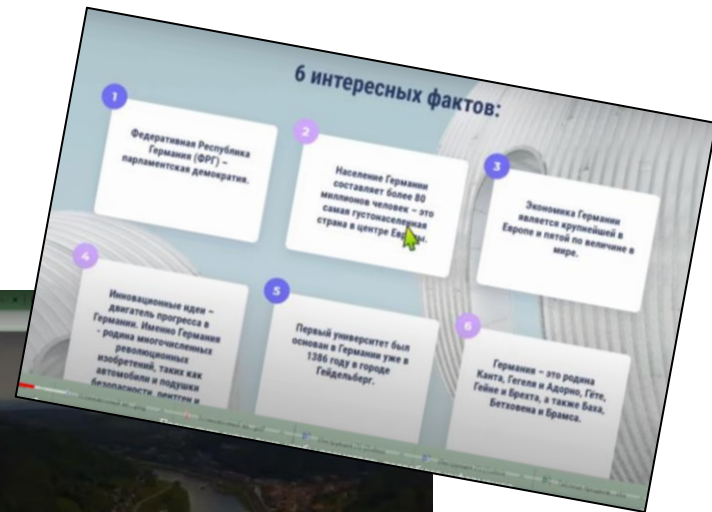 6 интересных фактов:
1
Федеративная Республика
Германия (ФРГ) –
парламентская демократия.
2
Население Германии
составляет более 80
миллионов человек – это
самая густонаселенная
страна в центре Европы.
3
Экономика Германии
является крупнейшей в
Европе и пятой по величине в
мире.
4
Инновационные идеи –
двигатель прогресса в
Германии. Именно Германия
- родина многочисленных
революционных
изобретений, таких как
автомобили и подушки
безопасности, рентген и
5
Первый университет был
основан в Германии уже в
1386 году в городе
Гейдельберг.
6
Германия – это родина
Канта, Гегеля и Адорно, Гёте,
Гейне и Брехта, а также Баха,
Бетховена и Брамса.